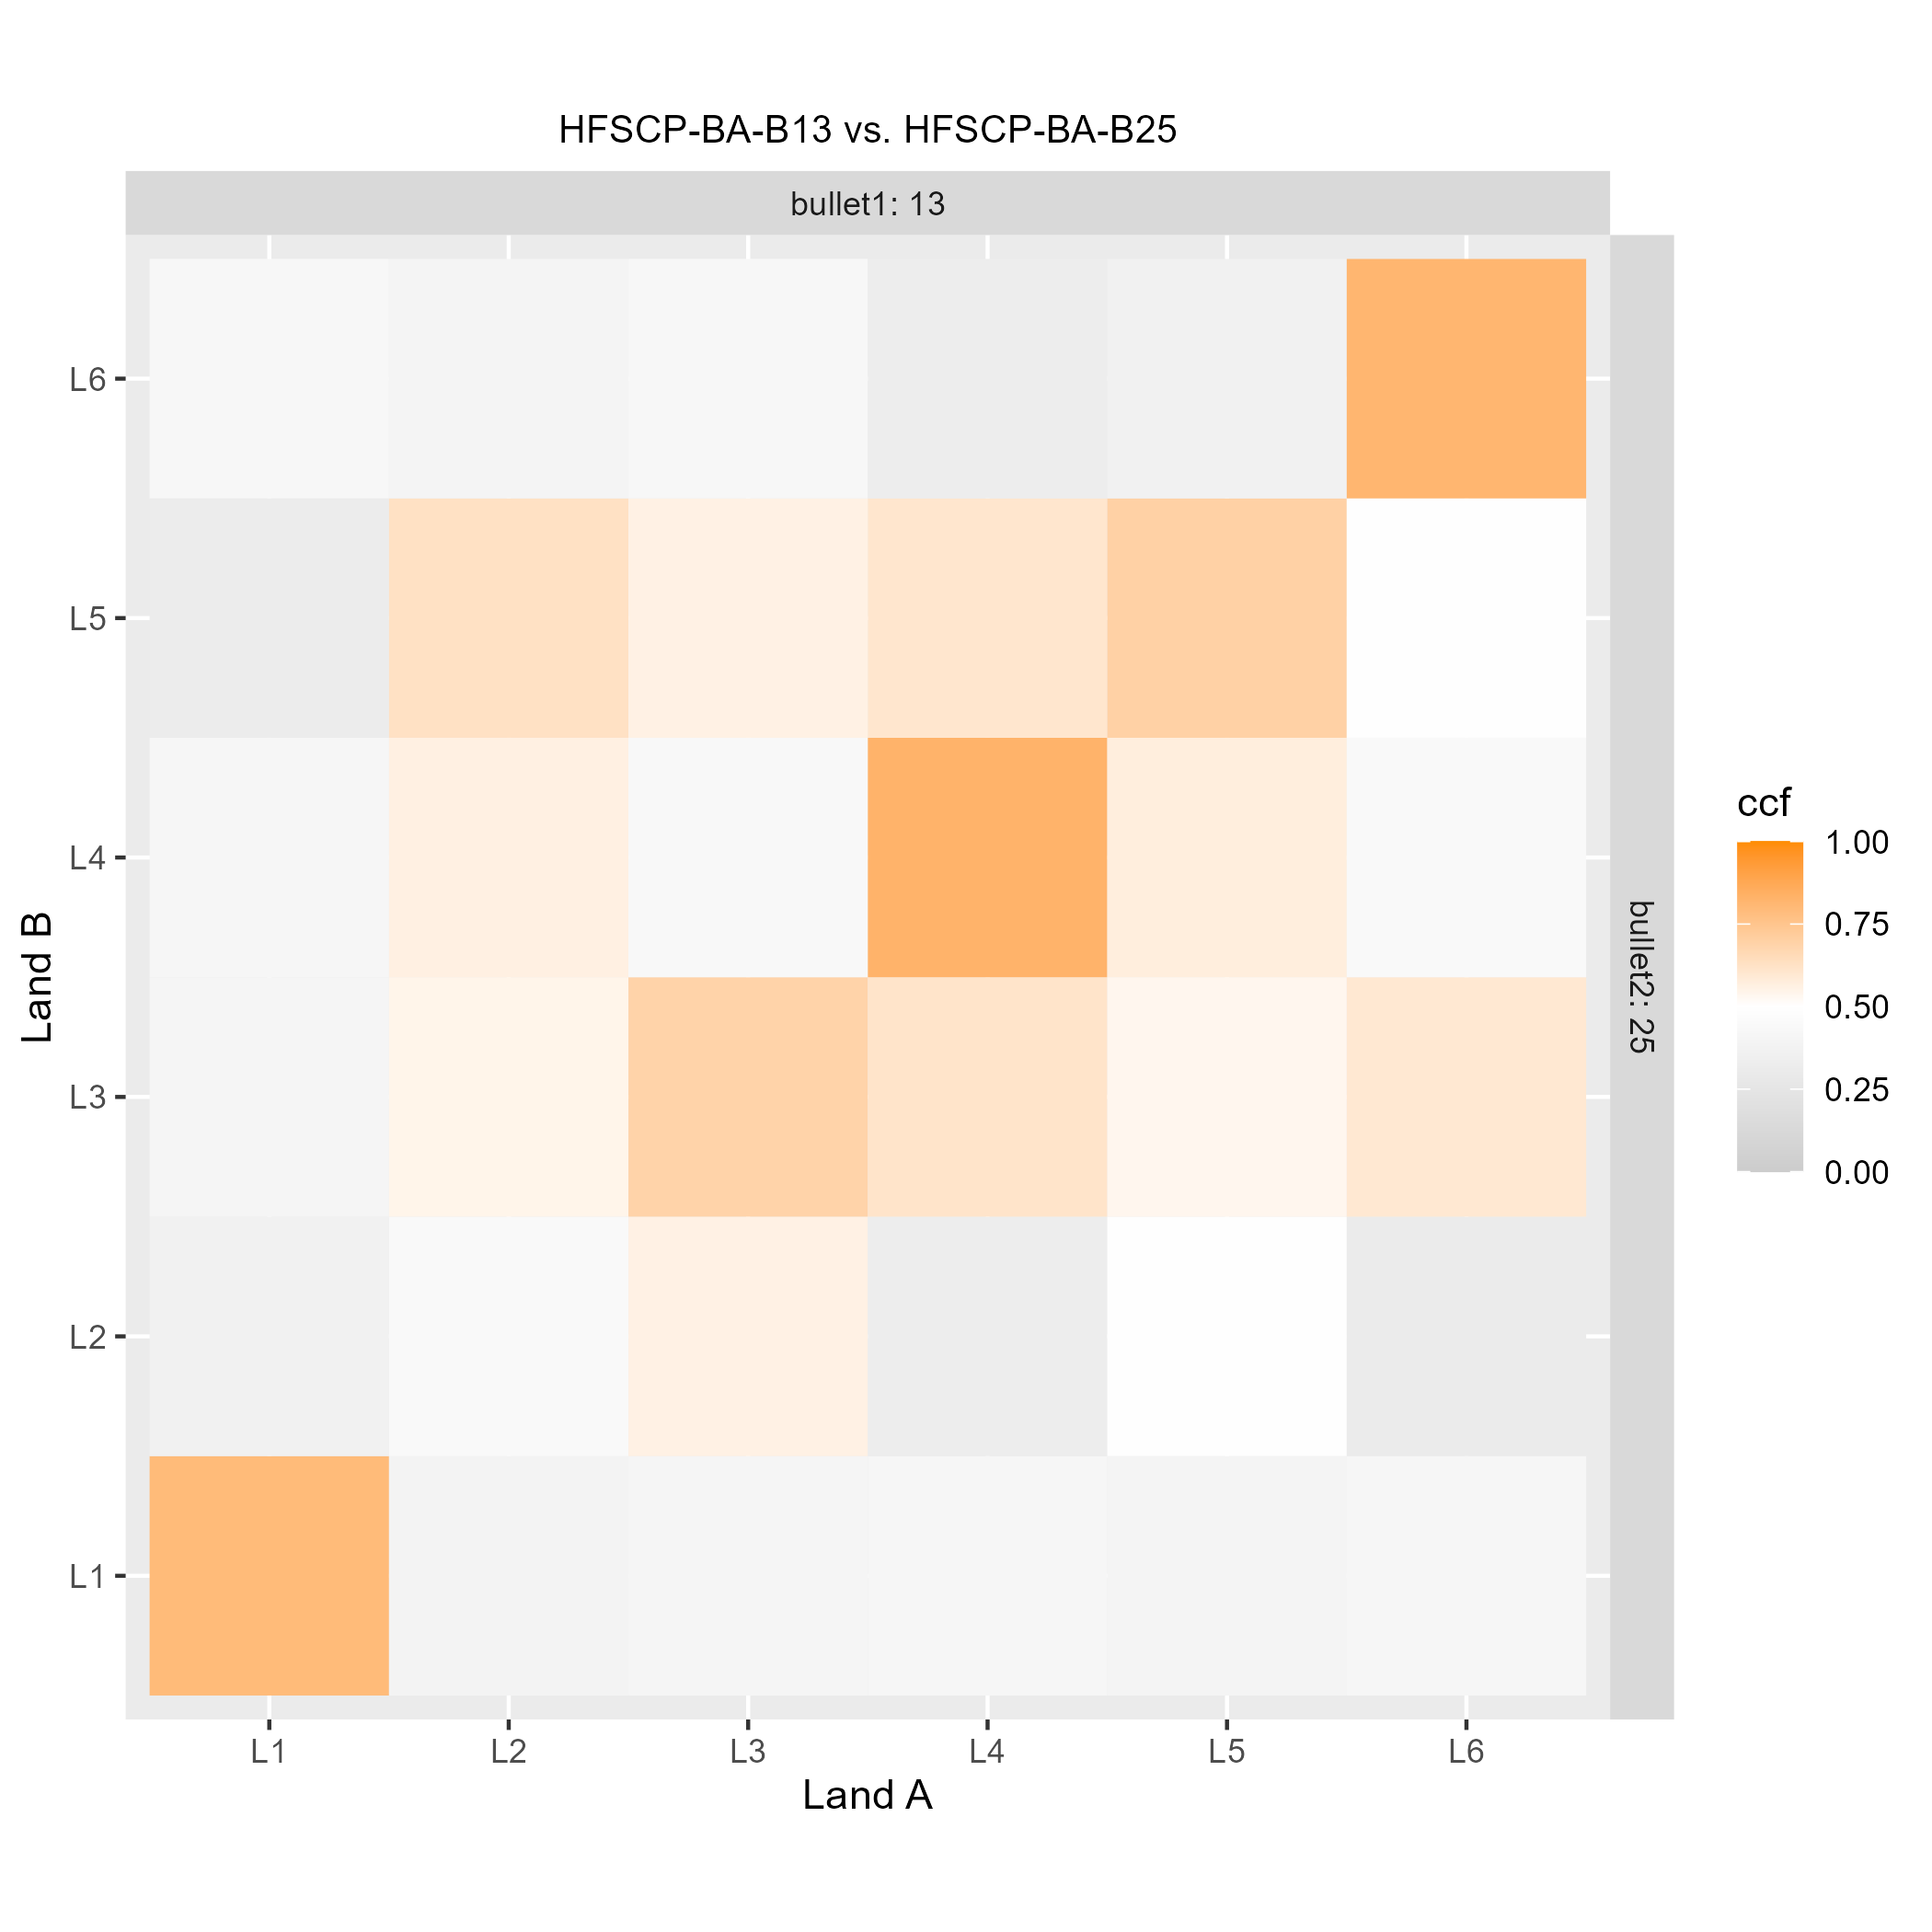 HFSCP-BA-B13 vs. HFSCP-BA-B25
bullet1: 13
L6
L5
L4
L3
L2
L1
Land B
bullet2: 25
ccf
1.00
0.75
0.50
0.25
0.00
L1 L2 L3 L4 L5 L6
Land A